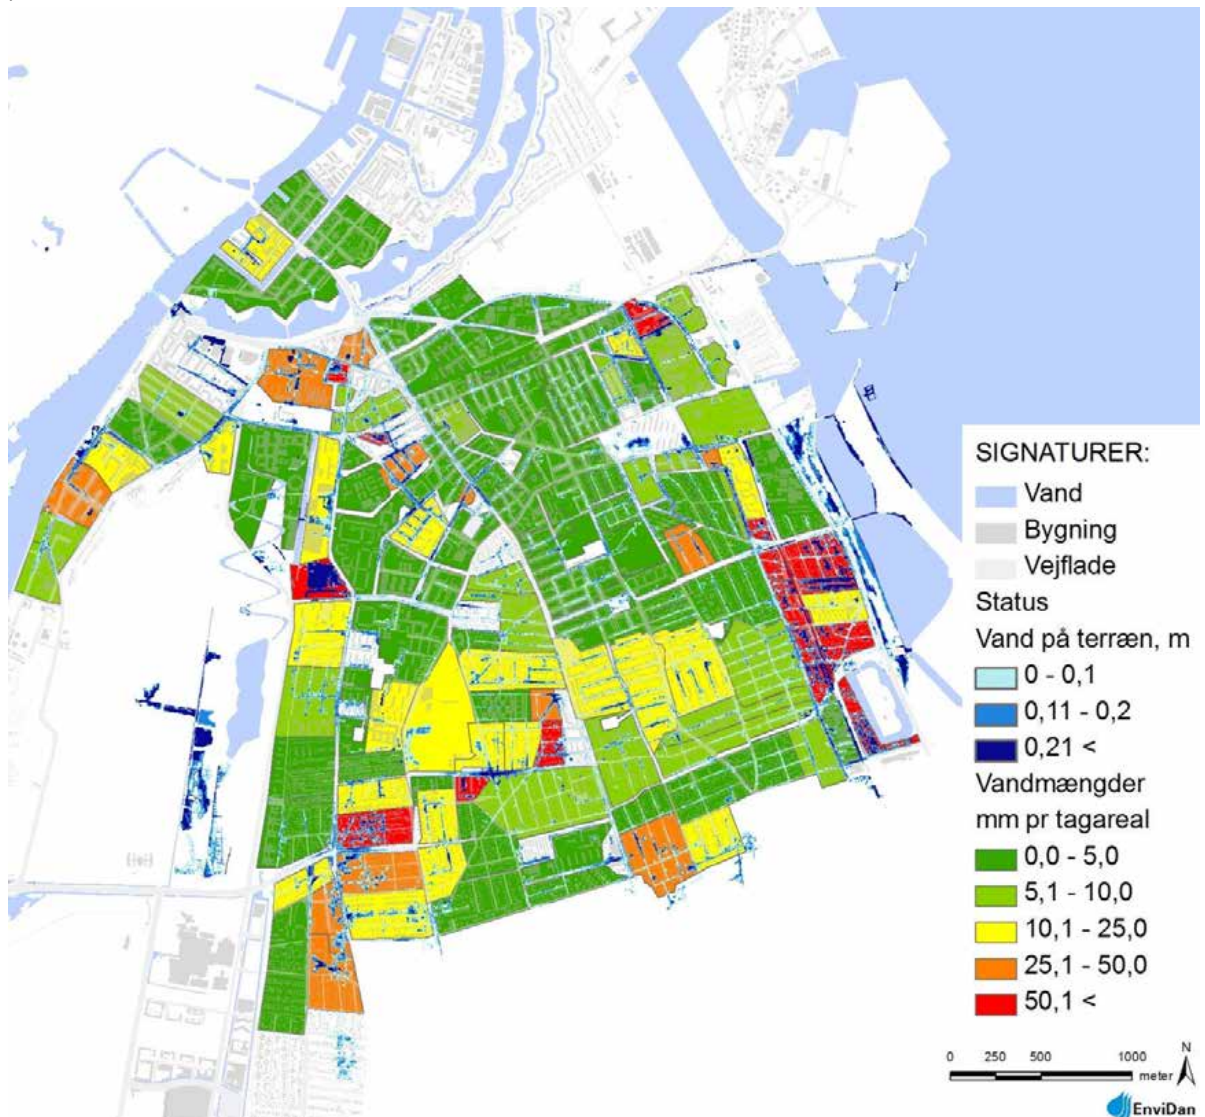 SIGNATURER:
Vand
Bygning
Vejflade
Status
Vand på terræn, m
0 - 0,1
0,11 - 0,2
0,21 <
Vandmængder
mm pr tagareal
0,0 - 5,0
5,1 - 10,0
10,1 - 25,0
25,1 - 50,0
50,1 <
N
0 250 500 1000
meter
EnviDan